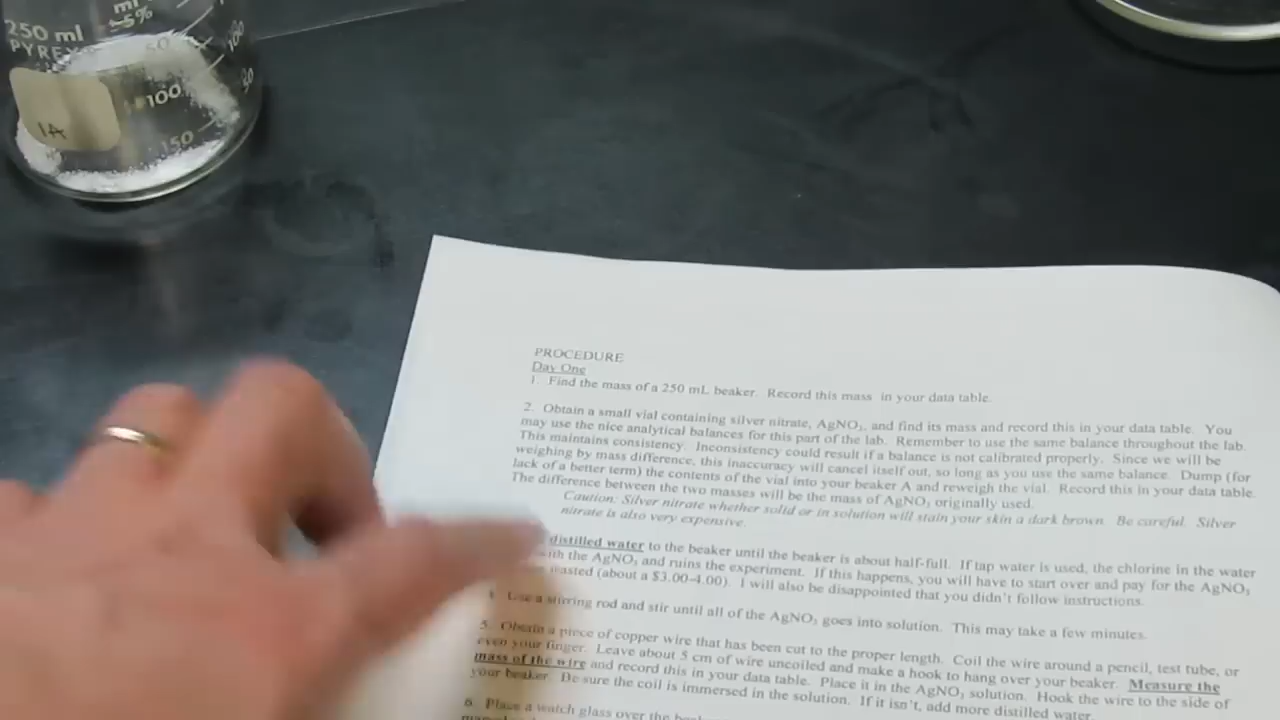 250 ml
PYREX
ml
±5%
50
100
150
100
50
1A
PROCEDURE
Day One
1. Find the mass of a 250 mL beaker. Record this mass in your data table.
2. Obtain a small vial containing silver nitrate, AgNO3, and find its mass and record this in your data table. You
may use the nice analytical balances for this part of the lab. Remember to use the same balance throughout the lab.
This maintains consistency. Inconsistency could result if a balance is not calibrated properly. Since we will be
weighing by mass difference, this inaccuracy will cancel itself out, so long as you use the same balance. Dump (for
lack of a better term) the contents of the vial into your beaker A and reweigh the vial. Record this in your data table.
The difference between the two masses will be the mass of AgNO3 originally used.
Caution: Silver nitrate whether solid or in solution will stain your skin a dark brown. Be careful. Silver
nitrate is also very expensive.
distilled water to the beaker until the beaker is about half-full. If tap water is used, the chlorine in the water
with the AgNO3 and ruins the experiment. If this happens, you will have to start over and pay for the AgNO3
wasted (about a $3.00-4.00). I will also be disappointed that you didn't follow instructions.
4. Use a stirring rod and stir until all of the AgNO3 goes into solution. This may take a few minutes.
5. Obtain a piece of copper wire that has been cut to the proper length. Coil the wire around a pencil, test tube, or
even your finger. Leave about 5 cm of wire uncoiled and make a hook to hang over your beaker. Measure the
mass of the wire and record this in your data table. Place it in the AgNO3 solution. Hook the wire to the side of
your beaker. Be sure the coil is immersed in the solution. If it isn't, add more distilled water.
6. Place a watch glass over the